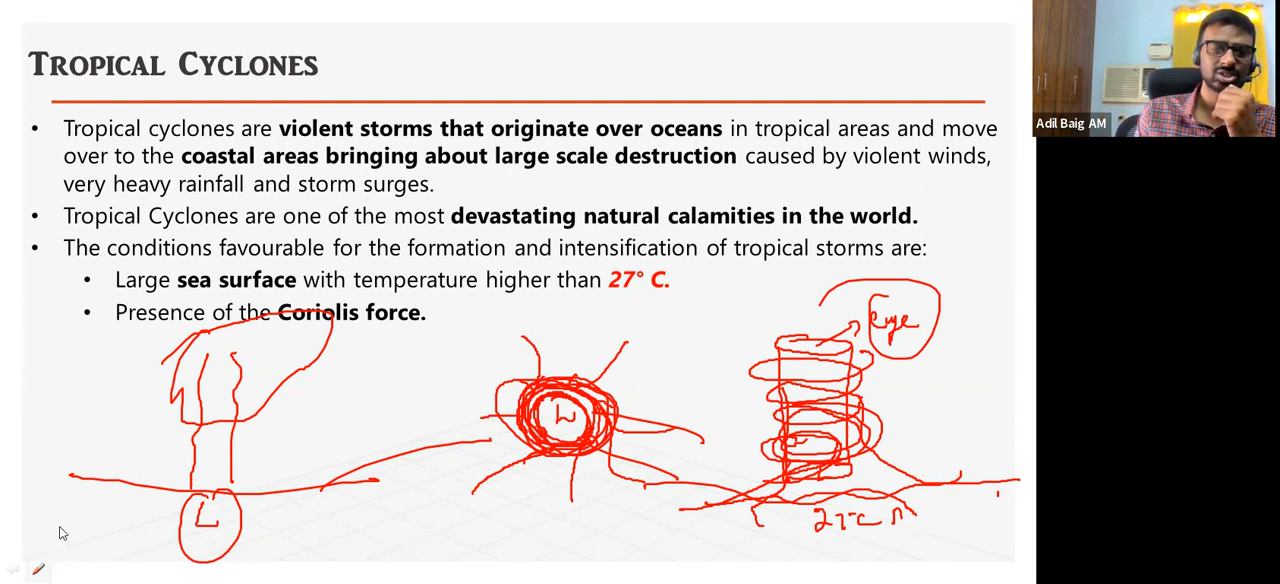 TROPICAL CYCLONES
• Tropical cyclones are violent storms that originate over oceans in tropical areas and move
over to the coastal areas bringing about large scale destruction caused by violent winds,
very heavy rainfall and storm surges.
• Tropical Cyclones are one of the most devastating natural calamities in the world.
• The conditions favourable for the formation and intensification of tropical storms are:
• Large sea surface with temperature higher than 27° C.
• Presence of the Coriolis force.
Eye
L
L
27°C
Adil Baig AM